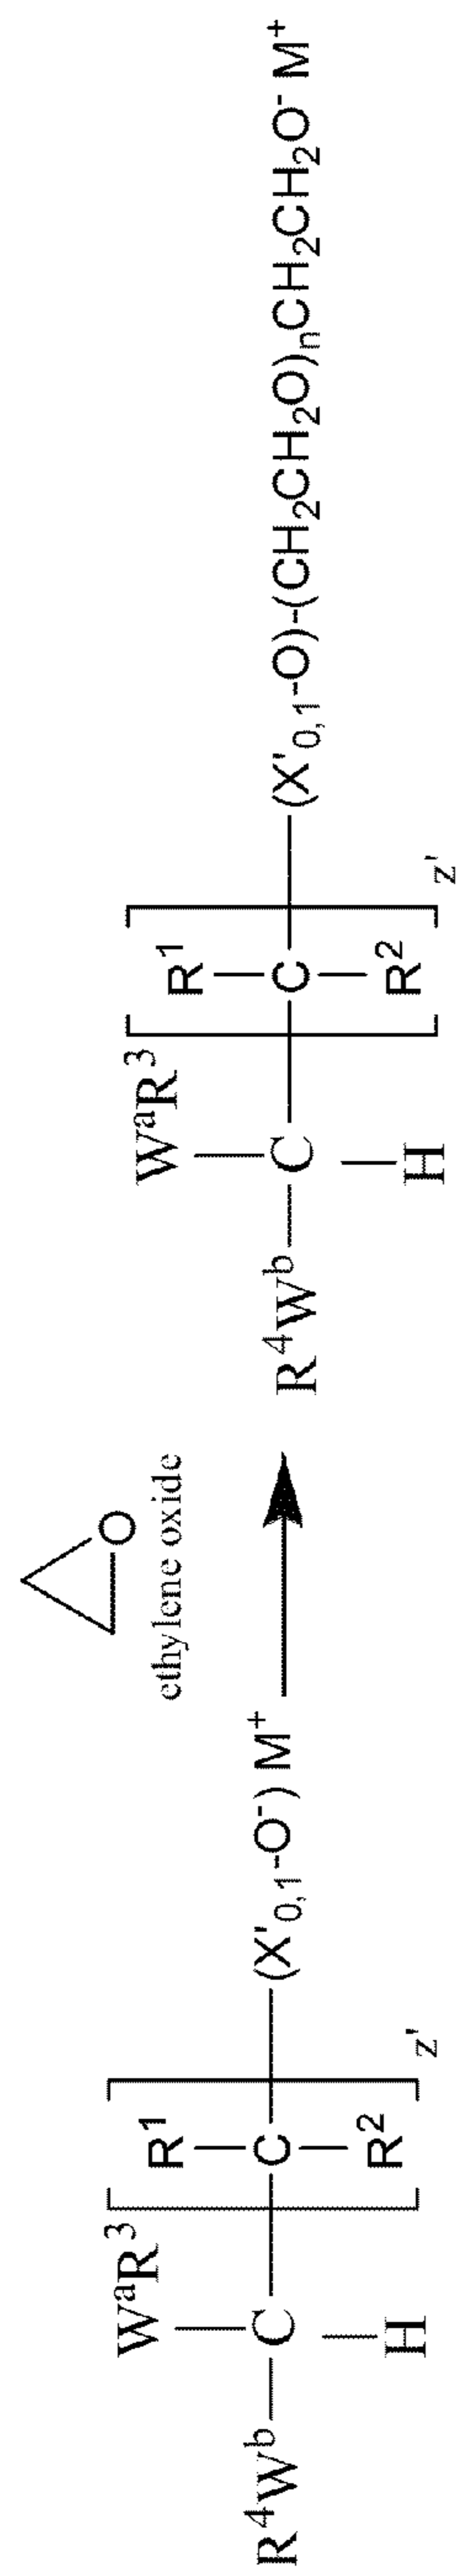 WᵃR³
R¹
R⁴Wᵇ—C—[C]—(X'₀,₁-O⁻) M⁺
H
R²
z'
O
ethylene oxide
WᵃR³
R¹
R⁴Wᵇ—C—[C]—(X'₀,₁-O)-(CH₂CH₂O)ₙCH₂CH₂O⁻ M⁺
H
R²
z'